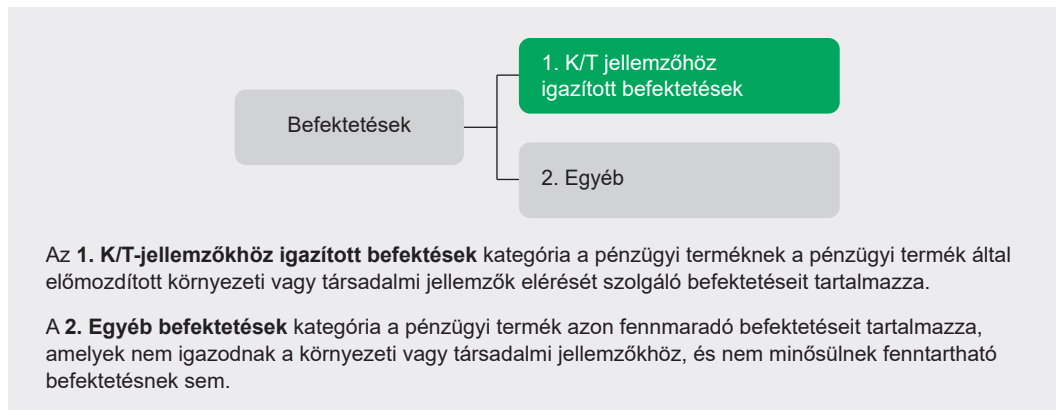 1. K/T jellemzőhöz
igazított befektetések
Befektetések
2. Egyéb
Az 1. K/T-jellemzőkhöz igazított befektések kategória a pénzügyi terméknek a pénzügyi termék által
előmozdított környezeti vagy társadalmi jellemzők elérését szolgáló befektetéseit tartalmazza.
A 2. Egyéb befektetések kategória a pénzügyi termék azon fennmaradó befektetéseit tartalmazza,
amelyek nem igazodnak a környezeti vagy társadalmi jellemzőkhöz, és nem minősülnek fenntartható
befektetésnek sem.